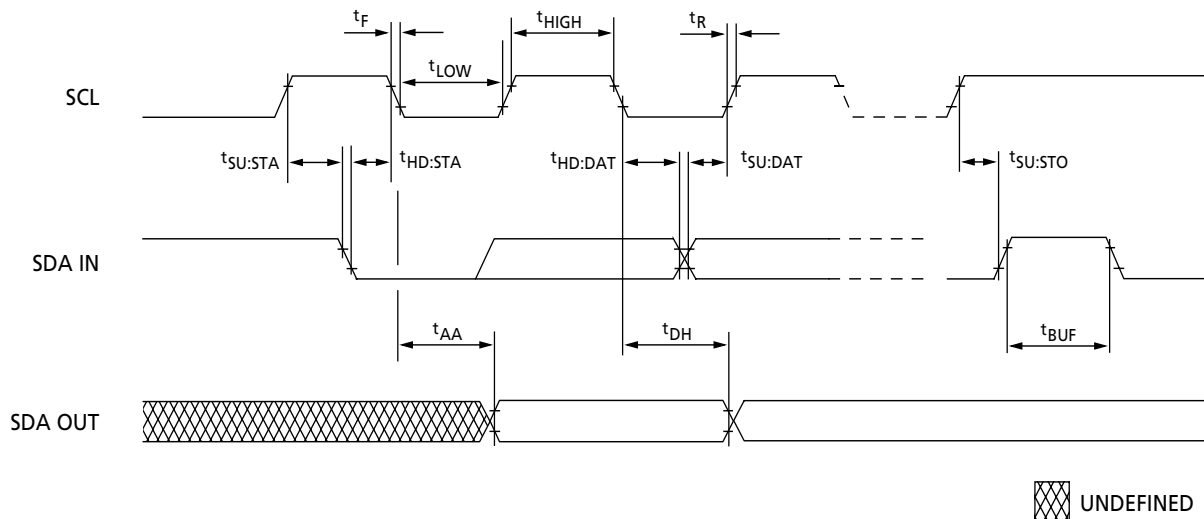 tF
tHIGH
tR
tLOW
SCL
tSU:STA
tHD:STA
tHD:DAT
tSU:DAT
tSU:STO
SDA IN
tAA
tDH
tBUF
SDA OUT
UNDEFINED